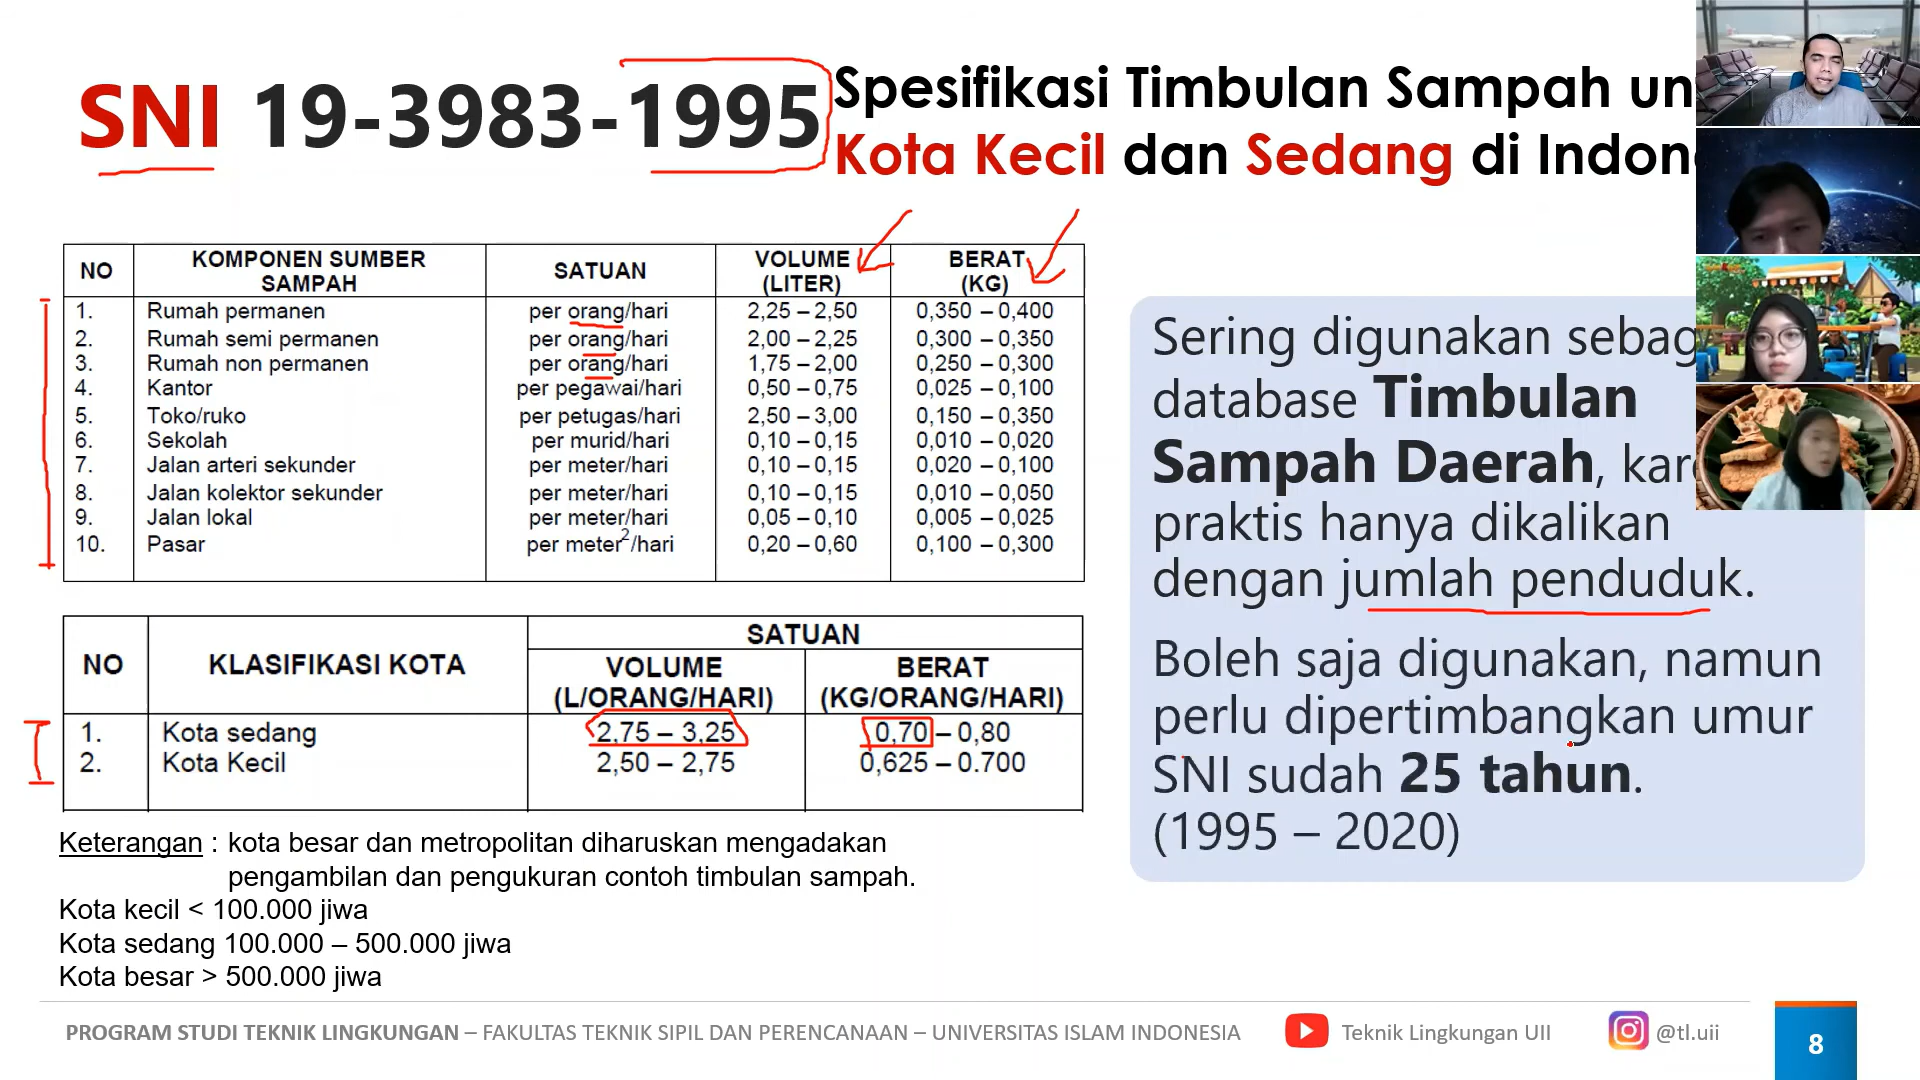 SNI 19-3983-1995
Spesifikasi Timbulan Sampah un
Kota Kecil dan Sedang di Indon
NO KOMPONEN SUMBER SAMPAH SATUAN VOLUME (LITER) BERAT (KG)
1. Rumah permanen per orang/hari 2,25 – 2,50 0,350 – 0,400
2. Rumah semi permanen per orang/hari 2,00 – 2,25 0,300 – 0,350
3. Rumah non permanen per orang/hari 1,75 – 2,00 0,250 – 0,300
4. Kantor per pegawai/hari 0,50 – 0,75 0,025 – 0,100
5. Toko/ruko per petugas/hari 2,50 – 3,00 0,150 – 0,350
6. Sekolah per murid/hari 0,10 – 0,15 0,010 – 0,020
7. Jalan arteri sekunder per meter/hari 0,10 – 0,15 0,020 – 0,100
8. Jalan kolektor sekunder per meter/hari 0,10 – 0,15 0,010 – 0,050
9. Jalan lokal per meter/hari 0,05 – 0,10 0,005 – 0,025
10. Pasar per meter²/hari 0,20 – 0,60 0,100 – 0,300
NO KLASIFIKASI KOTA SATUAN
VOLUME (L/ORANG/HARI) BERAT (KG/ORANG/HARI)
1. Kota sedang 2,75 – 3,25 0,70 – 0,80
2. Kota Kecil 2,50 – 2,75 0,625 – 0.700
Keterangan : kota besar dan metropolitan diharuskan mengadakan
pengambilan dan pengukuran contoh timbulan sampah.
Kota kecil < 100.000 jiwa
Kota sedang 100.000 – 500.000 jiwa
Kota besar > 500.000 jiwa
Sering digunakan sebag
database Timbulan
Sampah Daerah, kar
praktis hanya dikalikan
dengan jumlah penduduk.
Boleh saja digunakan, namun
perlu dipertimbangkan umur
SNI sudah 25 tahun.
(1995 – 2020)
PROGRAM STUDI TEKNIK LINGKUNGAN – FAKULTAS TEKNIK SIPIL DAN PERENCANAAN – UNIVERSITAS ISLAM INDONESIA
Teknik Lingkungan UII
@tl.uii
8